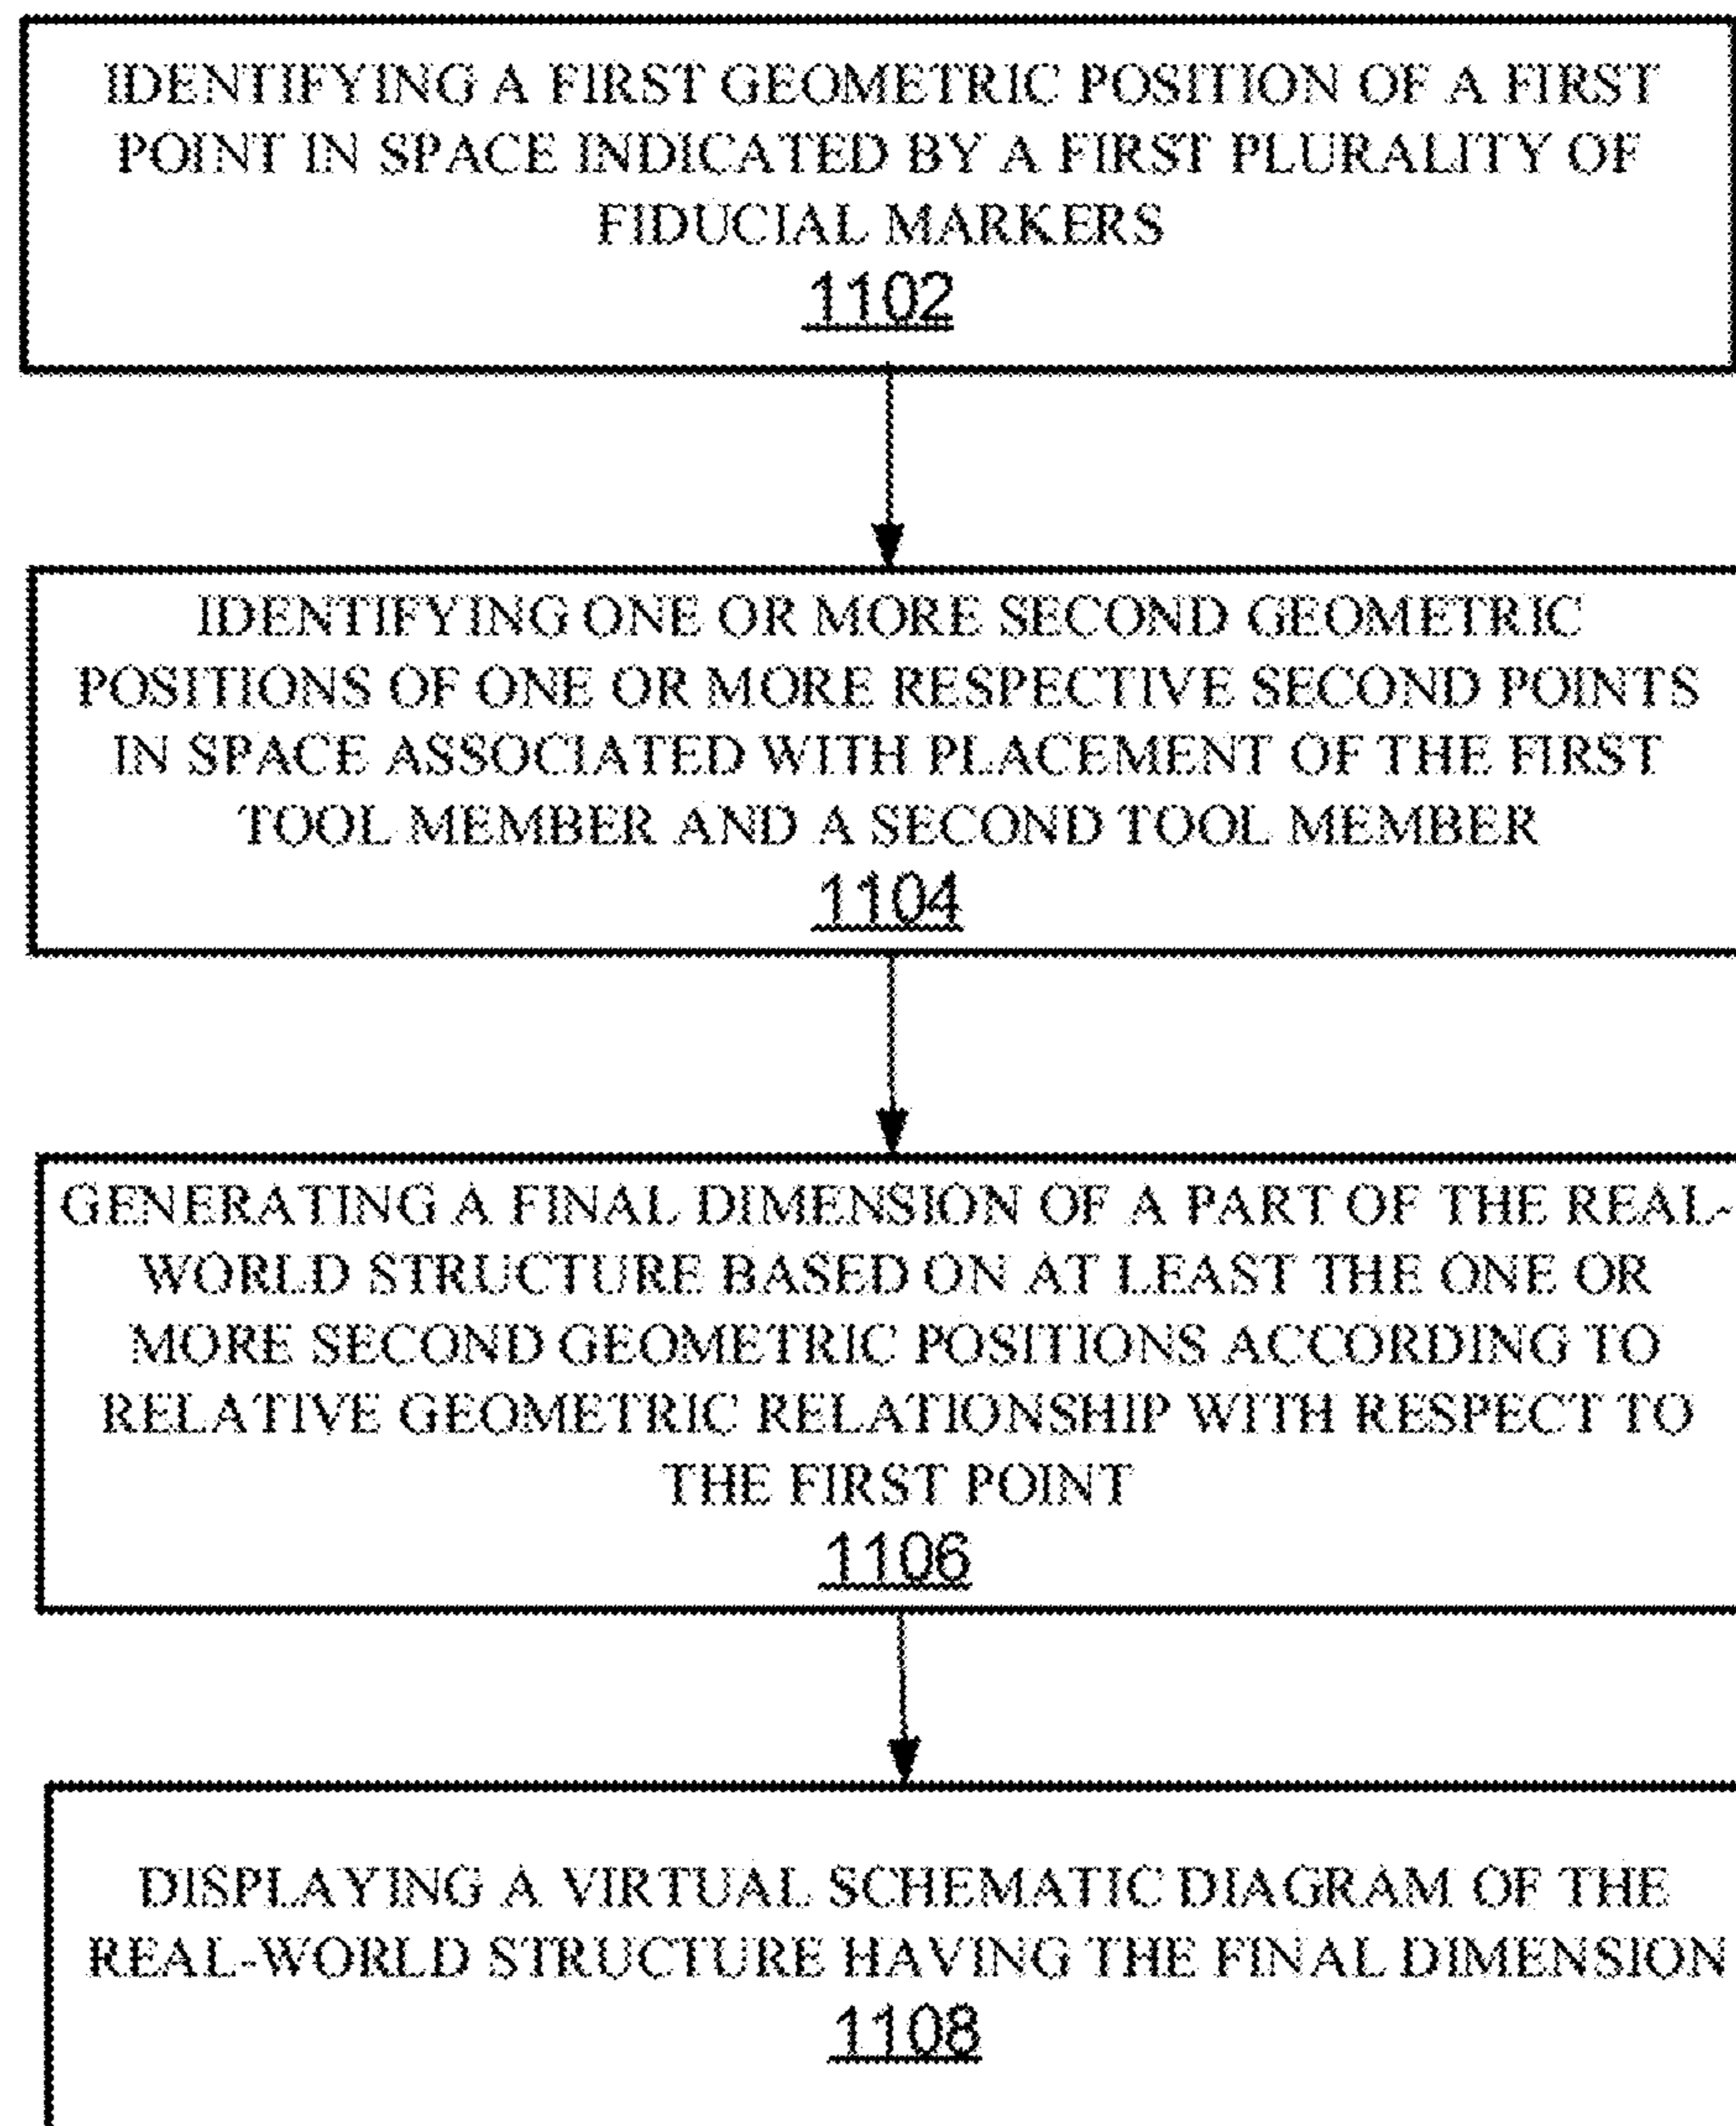 IDENTIFYING A FIRST GEOMETRIC POSITION OF A FIRST
POINT IN SPACE INDICATED BY A FIRST PLURALITY OF
FIDUCIAL MARKERS
1102
IDENTIFYING ONE OR MORE SECOND GEOMETRIC
POSITIONS OF ONE OR MORE RESPECTIVE SECOND POINTS
IN SPACE ASSOCIATED WITH PLACEMENT OF THE FIRST
TOOL MEMBER AND A SECOND TOOL MEMBER
1104
GENERATING A FINAL DIMENSION OF A PART OF THE REAL-
WORLD STRUCTURE BASED ON AT LEAST THE ONE OR
MORE SECOND GEOMETRIC POSITIONS ACCORDING TO
RELATIVE GEOMETRIC RELATIONSHIP WITH RESPECT TO
THE FIRST POINT
1106
DISPLAYING A VIRTUAL SCHEMATIC DIAGRAM OF THE
REAL-WORLD STRUCTURE HAVING THE FINAL DIMENSION
1108